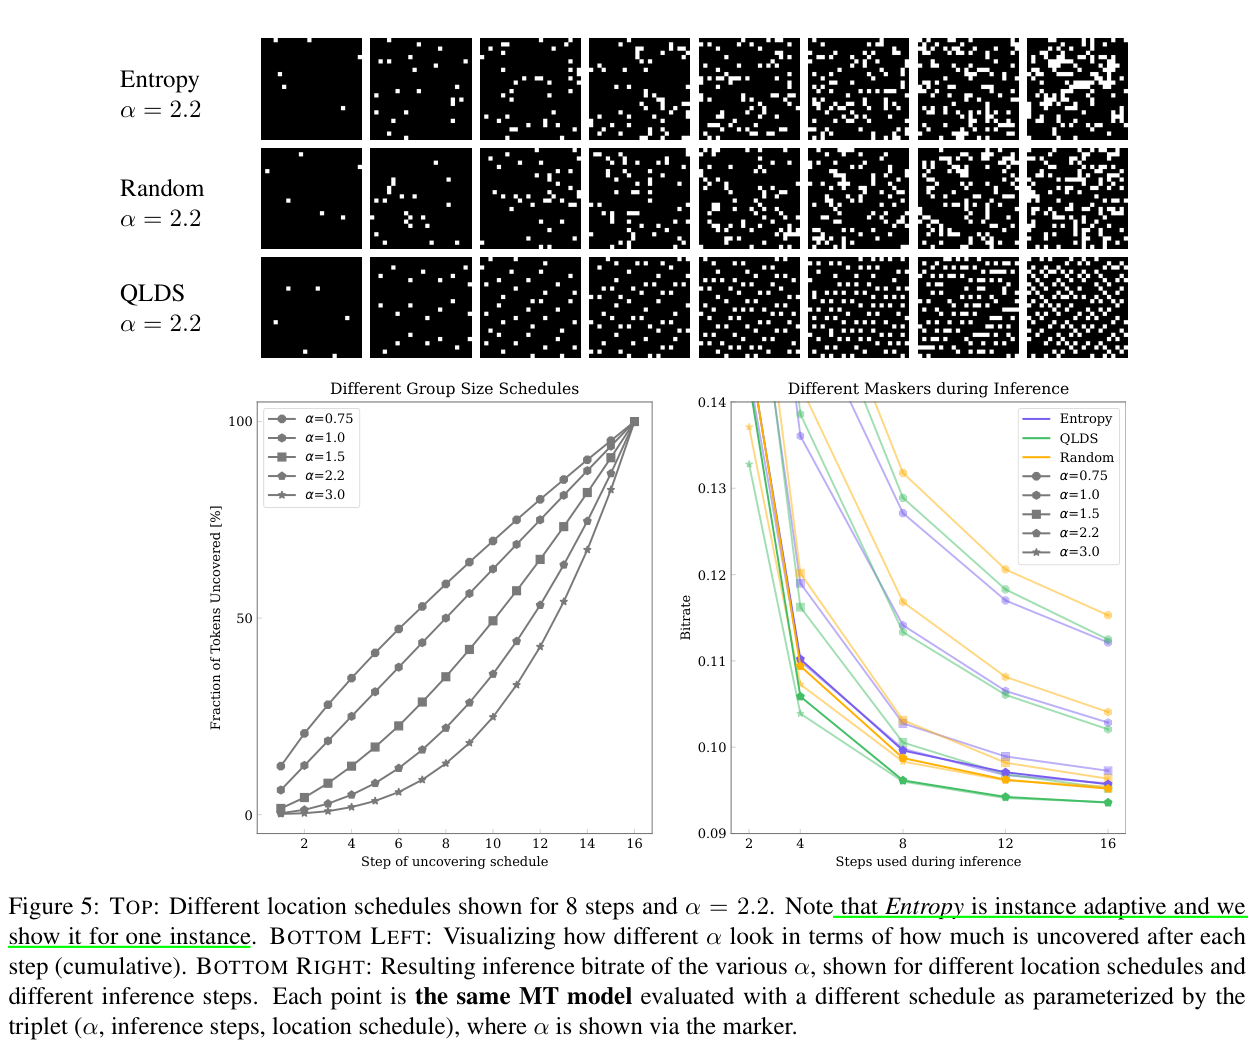 Entropy
α = 2.2
Random
α = 2.2
QLDS
α = 2.2
Different Group Size Schedules
α=0.75
α=1.0
α=1.5
α=2.2
α=3.0
100
50
0
Fraction of Tokens Uncovered [%]
2 4 6 8 10 12 14 16
Step of uncovering schedule
Different Maskers during Inference
Entropy
QLDS
Random
α=0.75
α=1.0
α=1.5
α=2.2
α=3.0
0.14
0.13
0.12
0.11
0.10
0.09
Bitrate
2 4 8 12 16
Steps used during inference
Figure 5: TOP: Different location schedules shown for 8 steps and α = 2.2. Note that Entropy is instance adaptive and we
show it for one instance. BOTTOM LEFT: Visualizing how different α look in terms of how much is uncovered after each
step (cumulative). BOTTOM RIGHT: Resulting inference bitrate of the various α, shown for different location schedules and
different inference steps. Each point is the same MT model evaluated with a different schedule as parameterized by the
triplet (α, inference steps, location schedule), where α is shown via the marker.